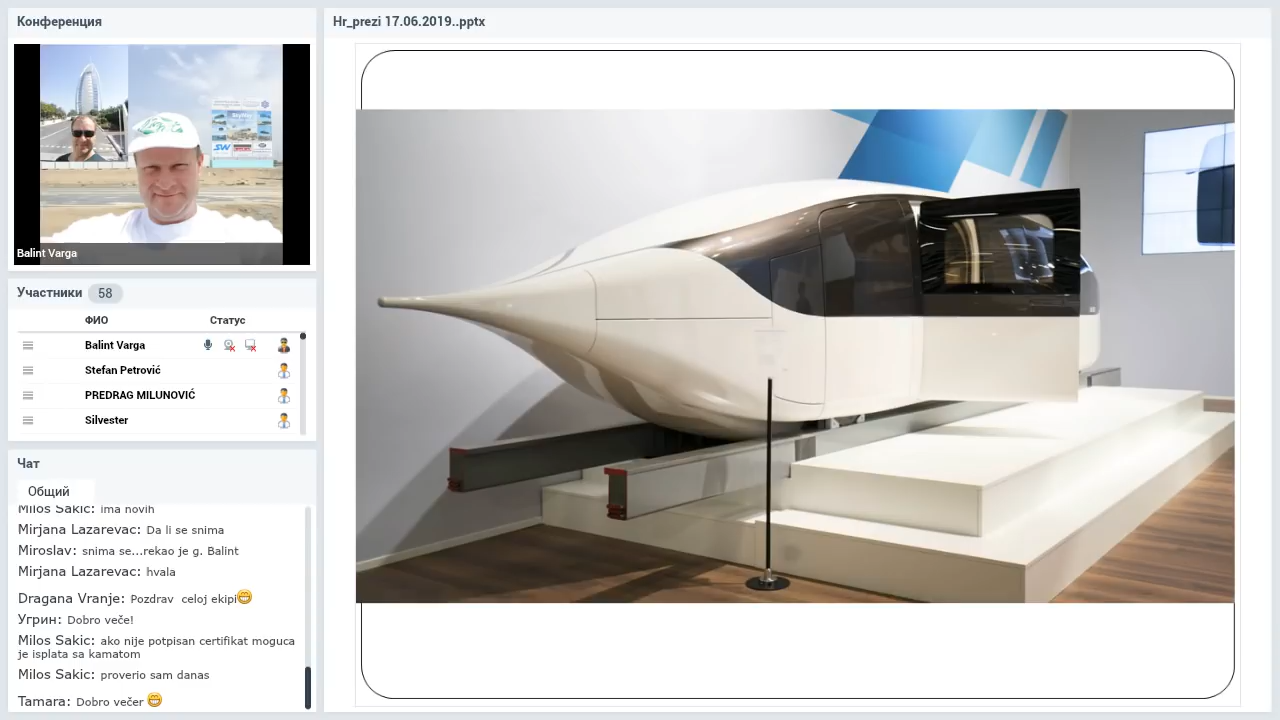 Конференция
Balint Varga
Участники 58
ФИО Статус
Balint Varga
Stefan Petrović
PREDRAG MILUNOVIĆ
Silvester
Чат
Общий
Milos Sakic: ima novih
Mirjana Lazarevac: Da li se snima
Miroslav: snima se...rekao je g. Balint
Mirjana Lazarevac: hvala
Dragana Vranje: Pozdrav celoj ekipi
Угрин: Dobro veče!
Milos Sakic: ako nije potpisan certifikat moguca
je isplata sa kamatom
Milos Sakic: proverio sam danas
Tamara: Dobro večer
Hr_prezi 17.06.2019..pptx